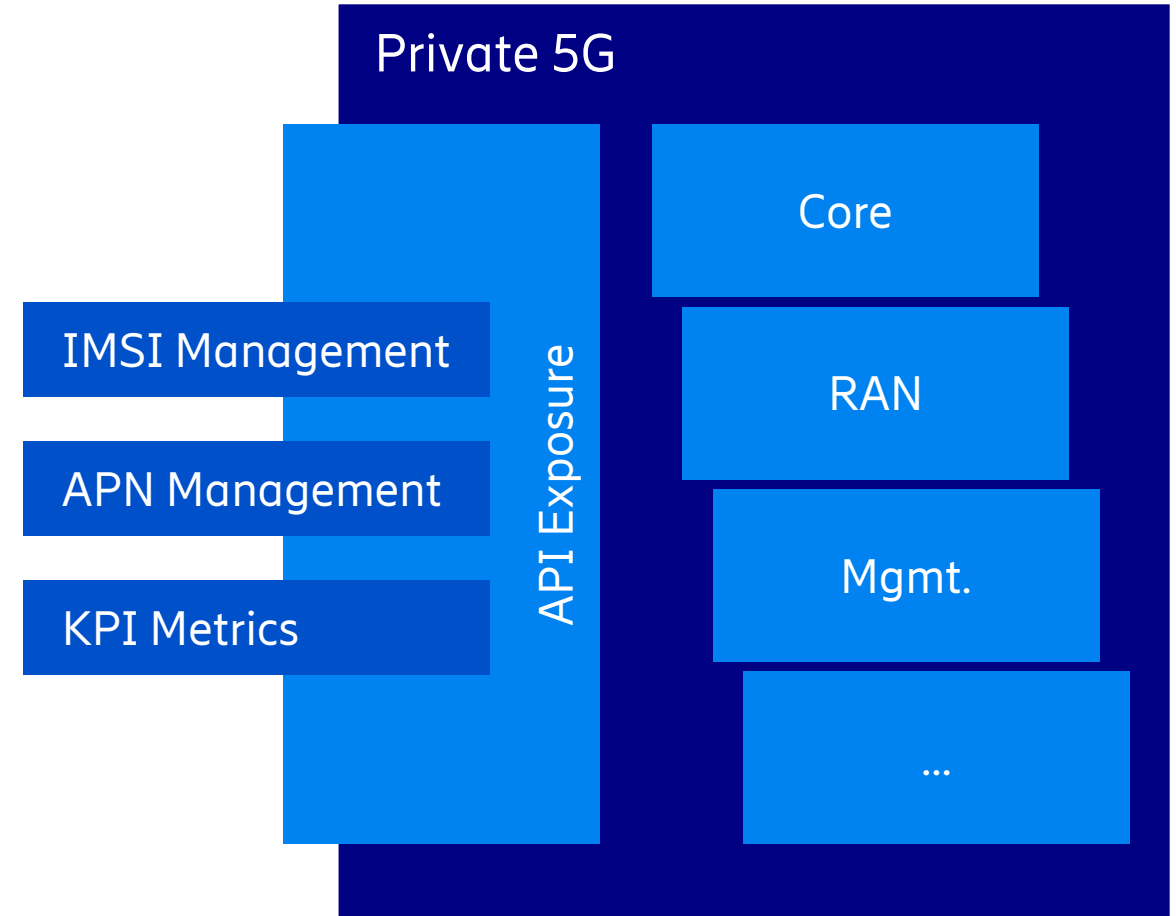 Private 5G
Core
IMSI Management
RAN
APN Management
API Exposure
Mgmt.
KPI Metrics
...